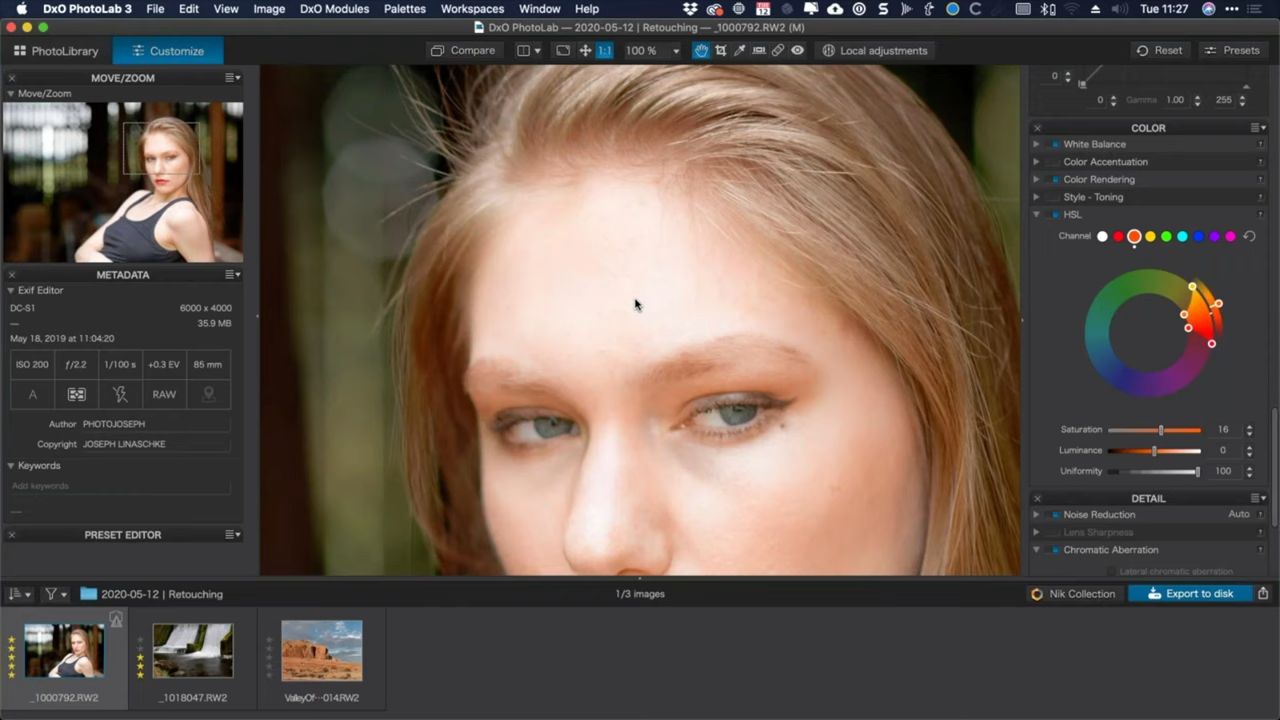 DxO PhotoLab 3 File Edit View Image DxO Modules Palettes Workspaces Window Help Tue 11:27
DxO PhotoLab | 2020-05-12 | Retouching — _1000792.RW2 (M)
PhotoLibrary Customize Compare 1:1 100 % Local adjustments Reset Presets
MOVE/ZOOM
Move/Zoom
METADATA
Exif Editor
DC-S1 6000 x 4000
— 35.9 MB
May 18, 2019 at 11:04:20
ISO 200 ƒ/2.2 1/100 s +0.3 EV 85 mm
A RAW
Author PHOTOJOSEPH
Copyright JOSEPH LINASCHKE
Keywords
Add keywords
—
PRESET EDITOR
0
0 Gamma 1.00 255
COLOR
White Balance ?
Color Accentuation ?
Color Rendering ?
Style - Toning ?
HSL ?
Channel
Saturation 16
Luminance 0
Uniformity 100
DETAIL
Noise Reduction Auto ?
Lens Sharpness ?
Chromatic Aberration ?
Lateral chromatic aberration
2020-05-12 | Retouching 1/3 images Nik Collection Export to disk
_1000792.RW2 _1018047.RW2 ValleyOf···014.RW2